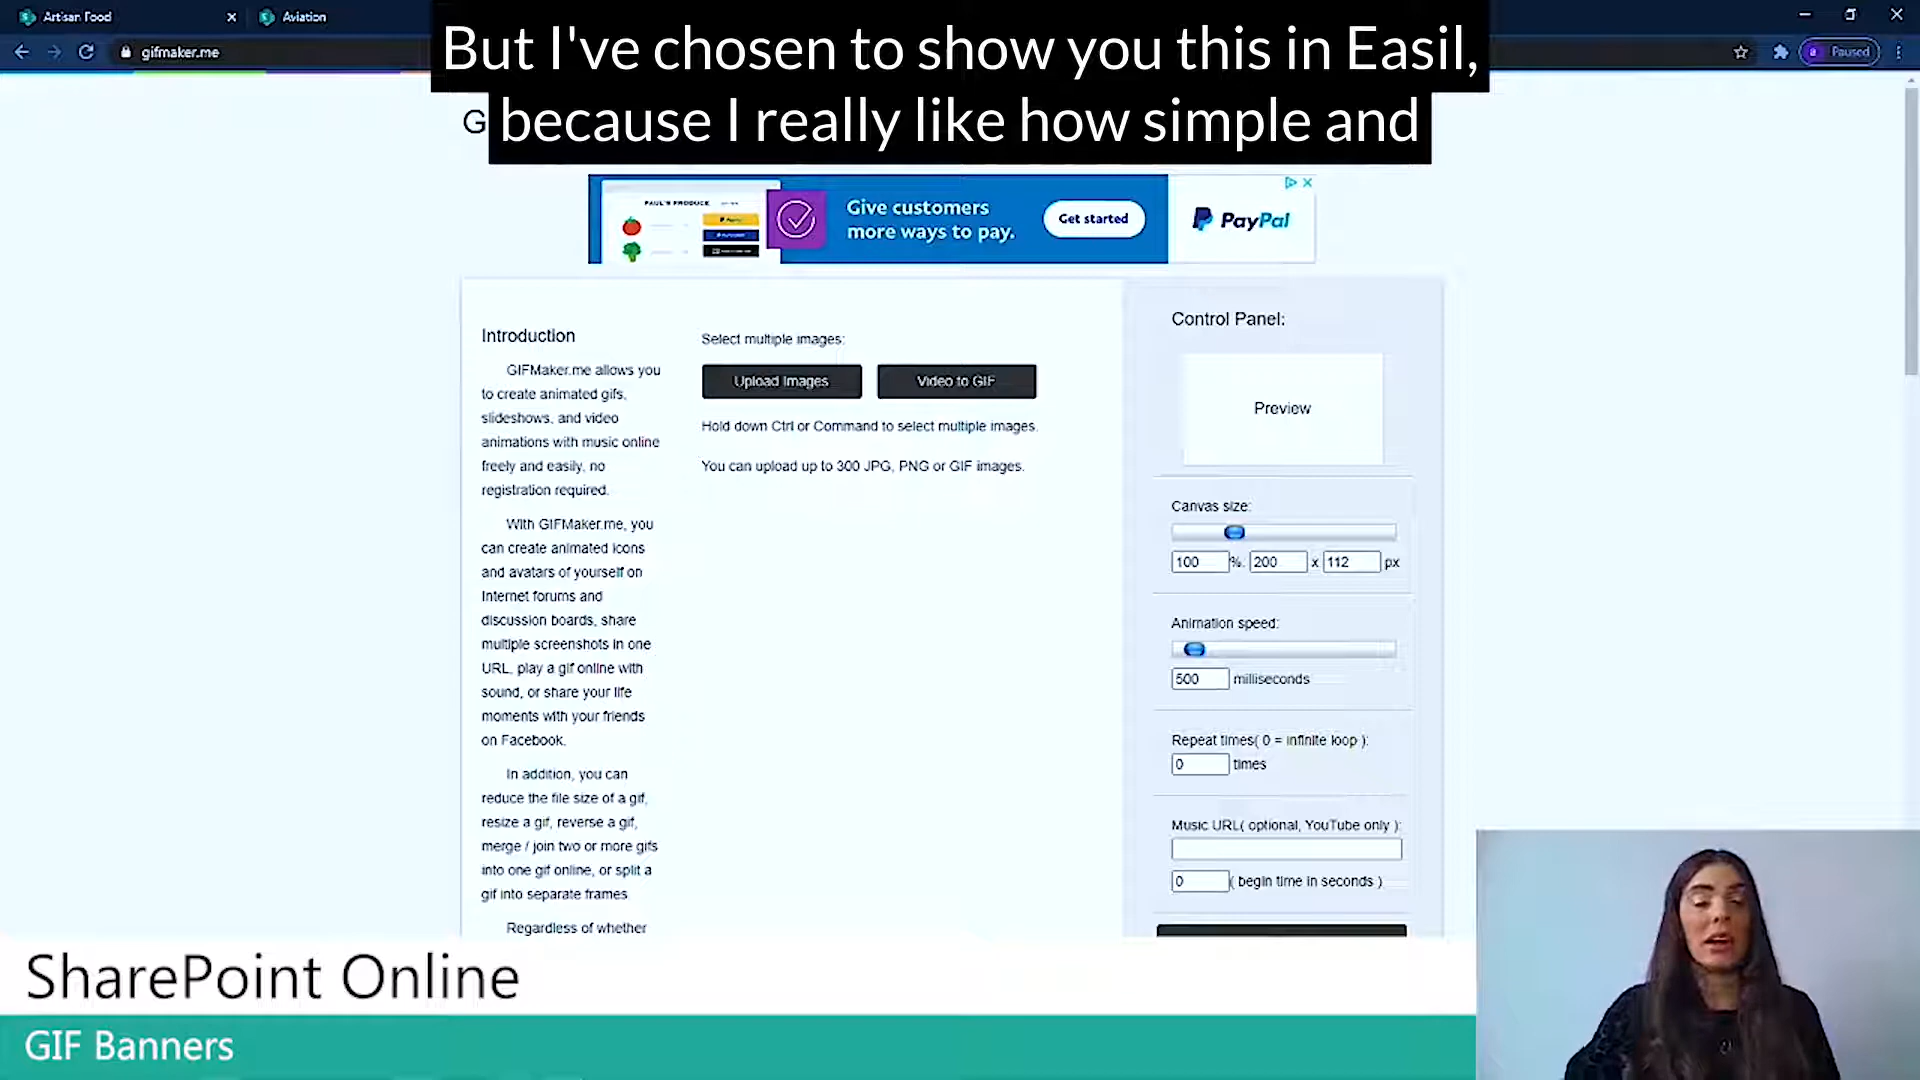 Artisan Food
Aviation
gifmaker.me
Paused
But I've chosen to show you this in Easil,
because I really like how simple and
G
PAUL'S PRODUCE
Give customers
more ways to pay.
Get started
PayPal
Introduction
GIFMaker.me allows you
to create animated gifs,
slideshows, and video
animations with music online
freely and easily, no
registration required.
With GIFMaker.me, you
can create animated icons
and avatars of yourself on
Internet forums and
discussion boards, share
multiple screenshots in one
URL, play a gif online with
sound, or share your life
moments with your friends
on Facebook.
In addition, you can
reduce the file size of a gif,
resize a gif, reverse a gif,
merge / join two or more gifs
into one gif online, or split a
gif into separate frames.
Regardless of whether
Select multiple images:
Upload Images
Video to GIF
Hold down Ctrl or Command to select multiple images.
You can upload up to 300 JPG, PNG or GIF images.
Control Panel:
Preview
Canvas size:
100 %. 200 x 112 px
Animation speed:
500 milliseconds
Repeat times( 0 = infinite loop ):
0 times
Music URL( optional, YouTube only ):
0 ( begin time in seconds )
SharePoint Online
GIF Banners